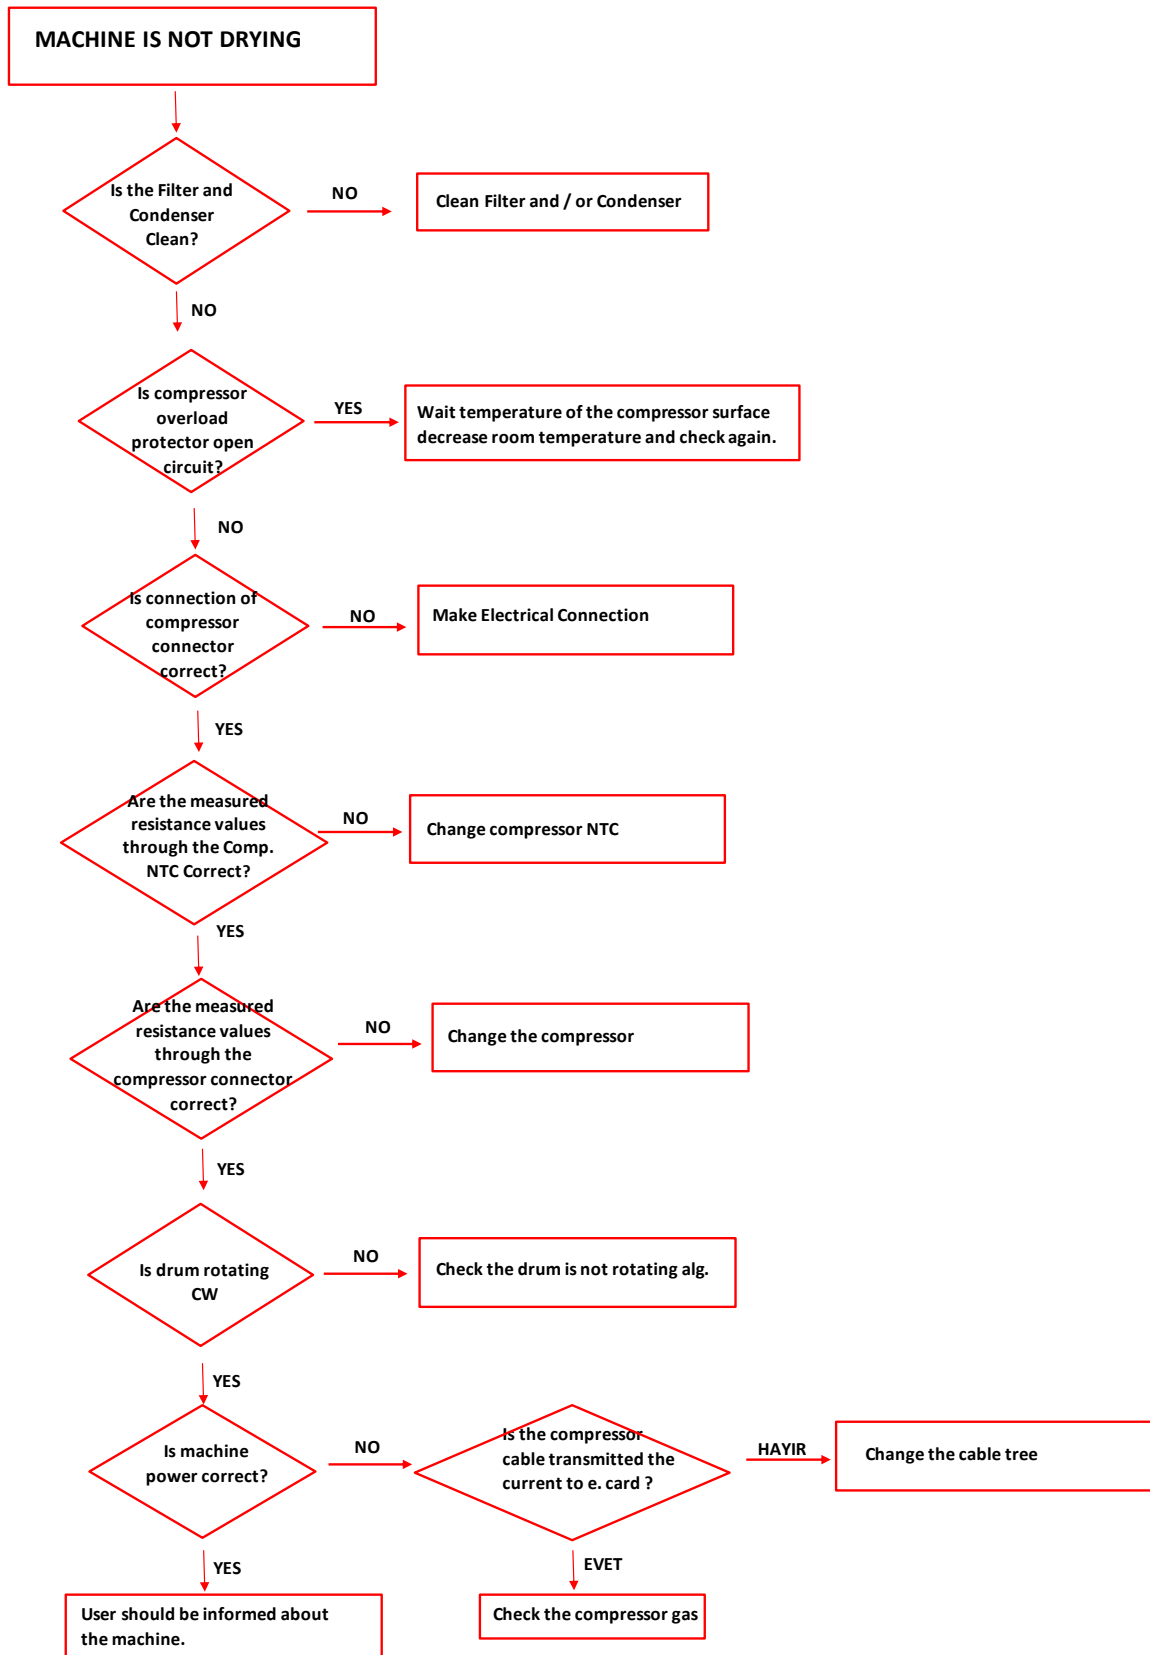 MACHINE IS NOT DRYING
Is the Filter and
Condenser
Clean?
NO
Clean Filter and / or Condenser
NO
Is compressor
overload
protector open
circuit?
YES
Wait temperature of the compressor surface
decrease room temperature and check again.
NO
Is connection of
compressor
connector
correct?
NO
Make Electrical Connection
YES
Are the measured
resistance values
through the Comp.
NTC Correct?
NO
Change compressor NTC
YES
Are the measured
resistance values
through the
compressor connector
correct?
NO
Change the compressor
YES
Is drum rotating
CW
NO
Check the drum is not rotating alg.
YES
Is machine
power correct?
NO
Is the compressor
cable transmitted the
current to e. card ?
HAYIR
Change the cable tree
YES
EVET
User should be informed about
the machine.
Check the compressor gas